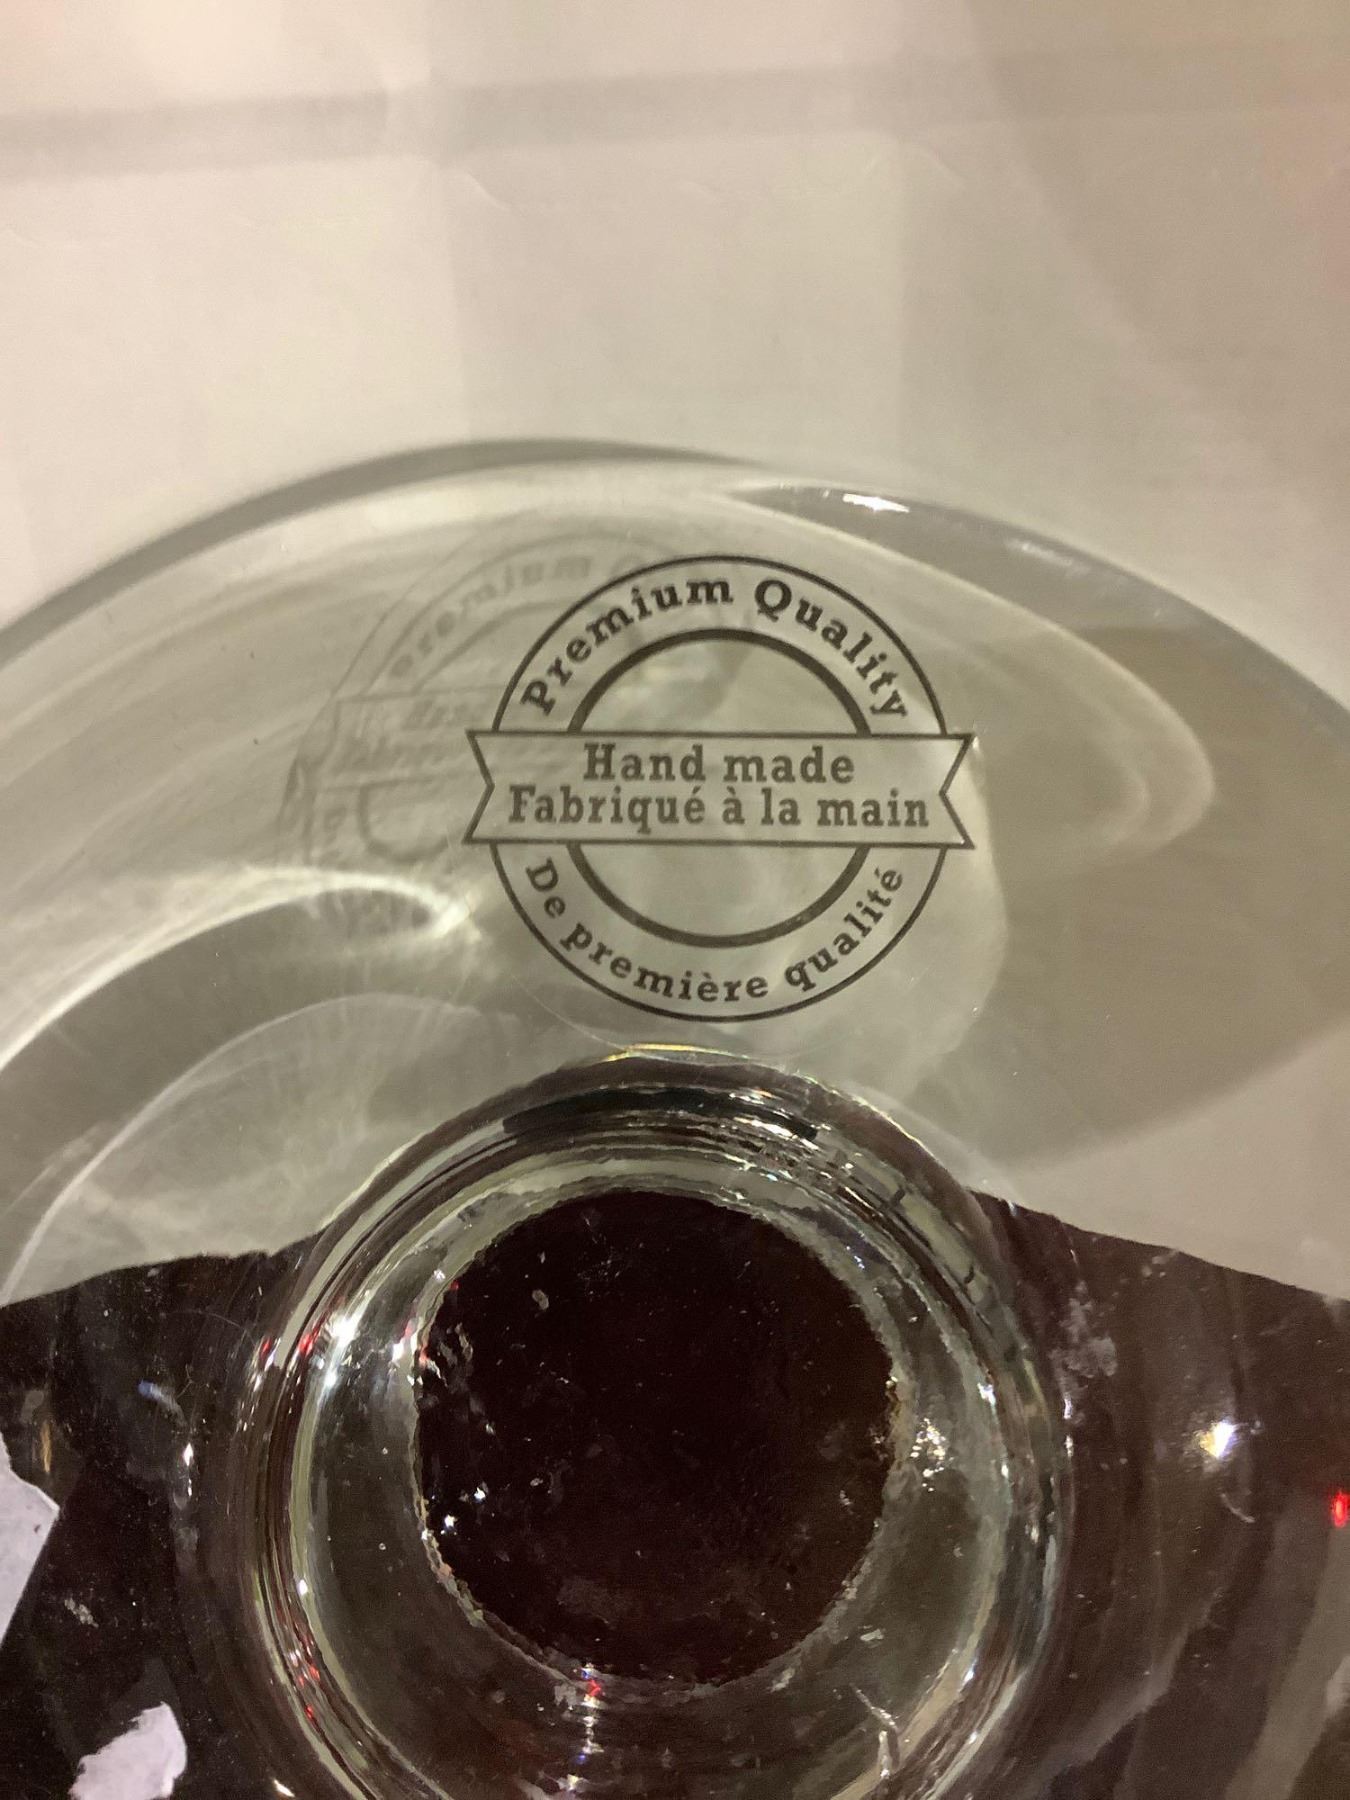 Premium Quality
Hand made
Fabriqué à la main
De première qualité